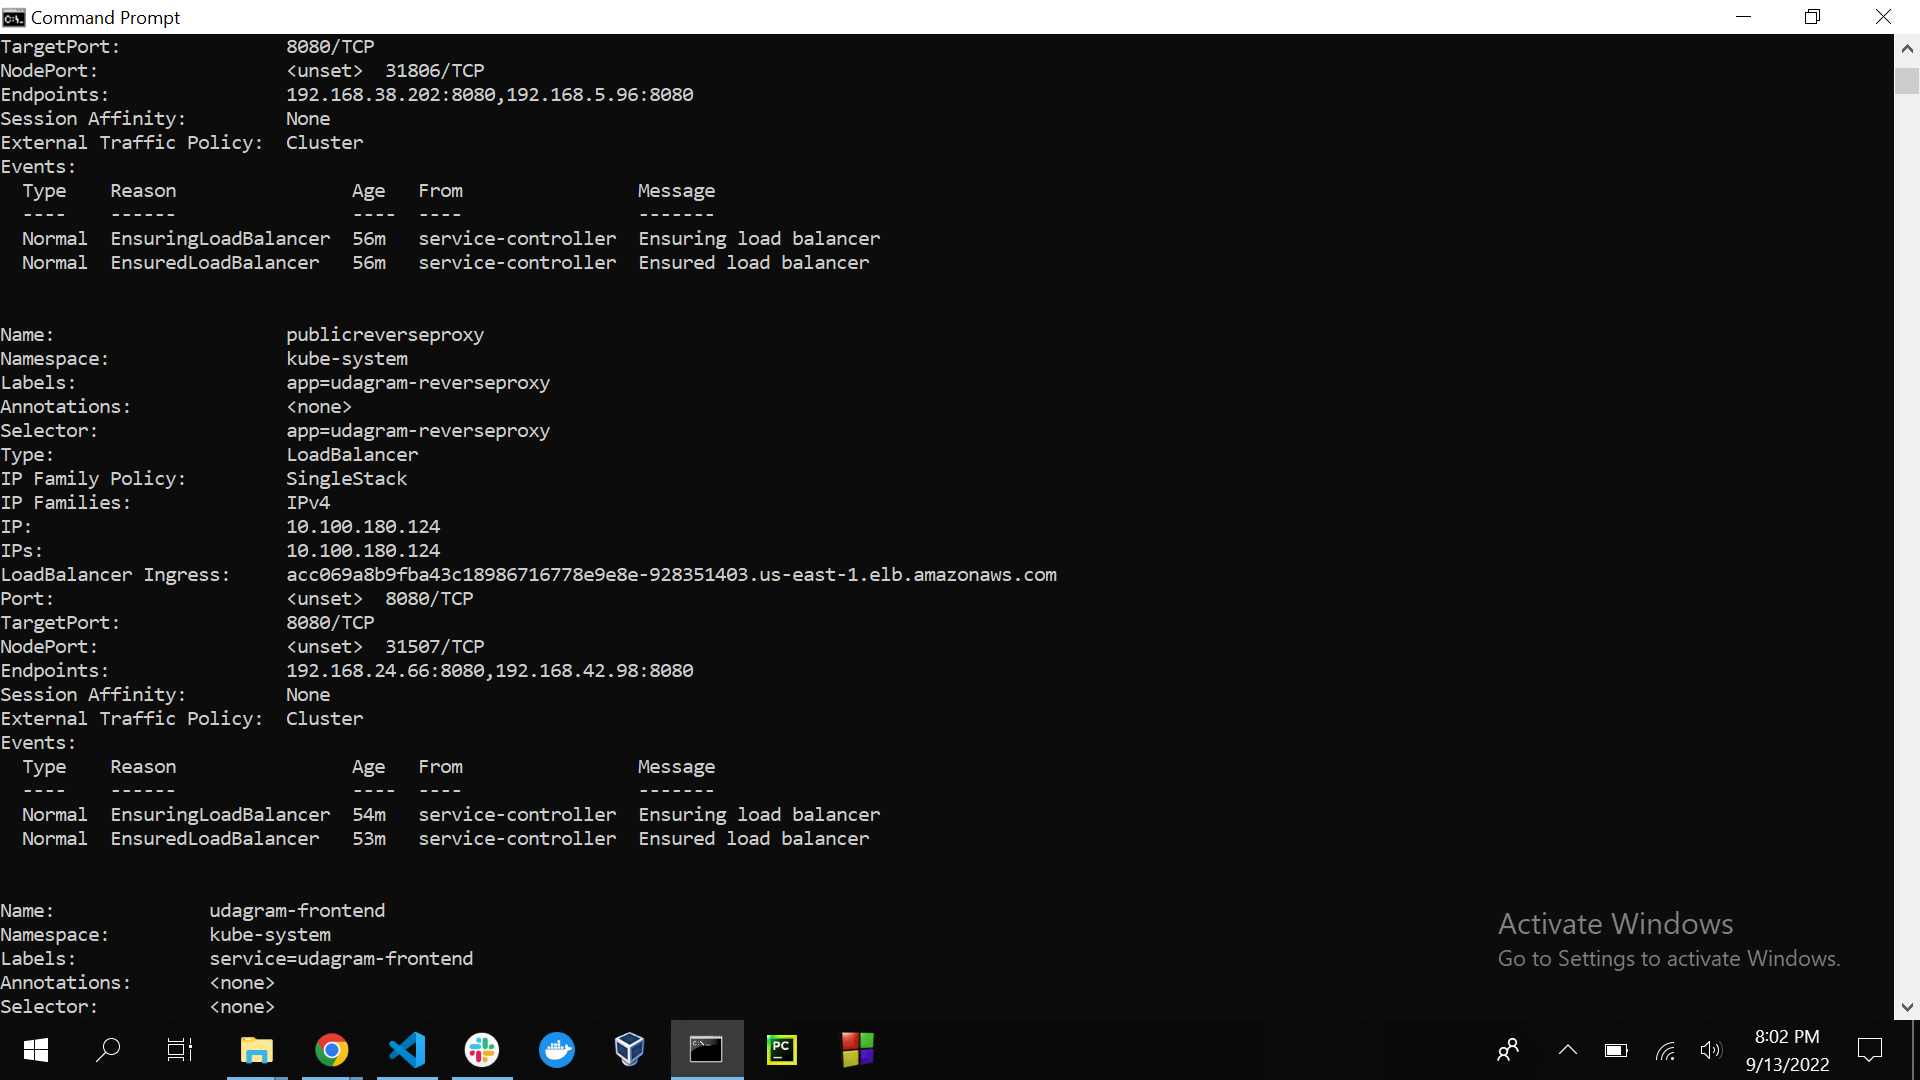 Command Prompt
TargetPort: 8080/TCP
NodePort: <unset> 31806/TCP
Endpoints: 192.168.38.202:8080,192.168.5.96:8080
Session Affinity: None
External Traffic Policy: Cluster
Events:
Type Reason Age From Message
---- ------ ---- ---- -------
Normal EnsuringLoadBalancer 56m service-controller Ensuring load balancer
Normal EnsuredLoadBalancer 56m service-controller Ensured load balancer
Name: publicreverseproxy
Namespace: kube-system
Labels: app=udagram-reverseproxy
Annotations: <none>
Selector: app=udagram-reverseproxy
Type: LoadBalancer
IP Family Policy: SingleStack
IP Families: IPv4
IP: 10.100.180.124
IPs: 10.100.180.124
LoadBalancer Ingress: acc069a8b9fba43c18986716778e9e8e-928351403.us-east-1.elb.amazonaws.com
Port: <unset> 8080/TCP
TargetPort: 8080/TCP
NodePort: <unset> 31507/TCP
Endpoints: 192.168.24.66:8080,192.168.42.98:8080
Session Affinity: None
External Traffic Policy: Cluster
Events:
Type Reason Age From Message
---- ------ ---- ---- -------
Normal EnsuringLoadBalancer 54m service-controller Ensuring load balancer
Normal EnsuredLoadBalancer 53m service-controller Ensured load balancer
Name: udagram-frontend
Namespace: kube-system
Labels: service=udagram-frontend
Annotations: <none>
Selector: <none>
Activate Windows
Go to Settings to activate Windows.
PC
8:02 PM
9/13/2022